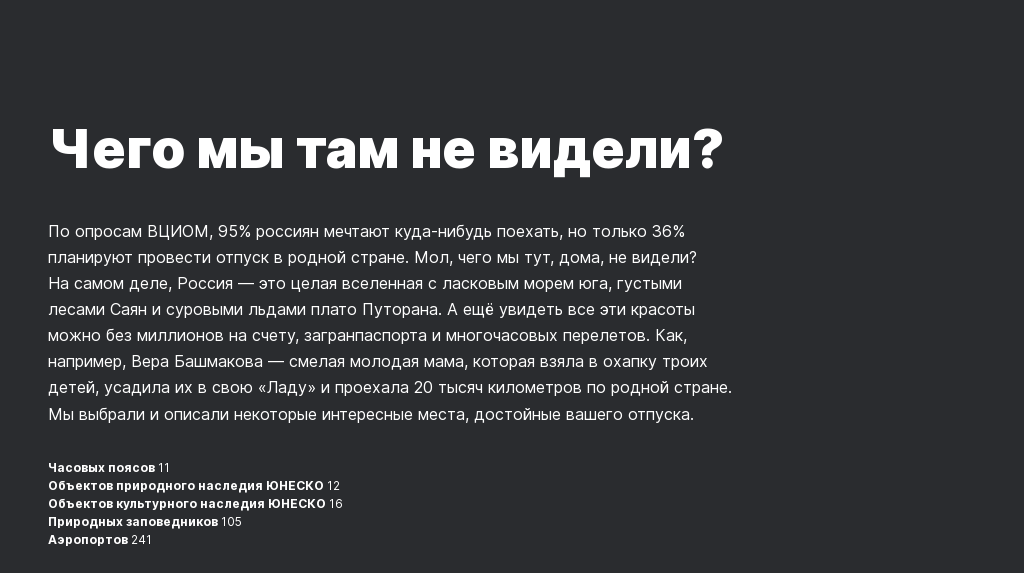 Чего мы там не видели?
По опросам ВЦИОМ, 95% россиян мечтают куда-нибудь поехать, но только 36%
планируют провести отпуск в родной стране. Мол, чего мы тут, дома, не видели?
На самом деле, Россия — это целая вселенная с ласковым морем юга, густыми
лесами Саян и суровыми льдами плато Путорана. А ещё увидеть все эти красоты
можно без миллионов на счету, загранпаспорта и многочасовых перелетов. Как,
например, Вера Башмакова — смелая молодая мама, которая взяла в охапку троих
детей, усадила их в свою «Ладу» и проехала 20 тысяч километров по родной стране.
Мы выбрали и описали некоторые интересные места, достойные вашего отпуска.
Часовых поясов 11
Объектов природного наследия ЮНЕСКО 12
Объектов культурного наследия ЮНЕСКО 16
Природных заповедников 105
Аэропортов 241